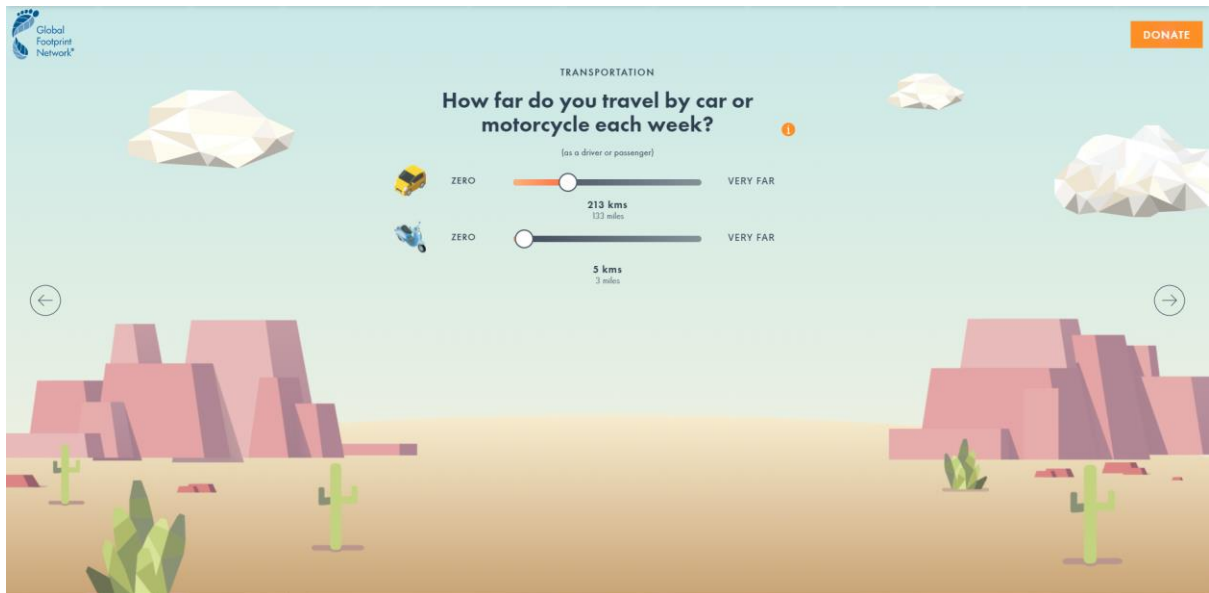 Global
Footprint
Network®
DONATE
TRANSPORTATION
How far do you travel by car or
motorcycle each week?
i
(as a driver or passenger)
ZERO
VERY FAR
213 kms
133 miles
ZERO
VERY FAR
5 kms
3 miles